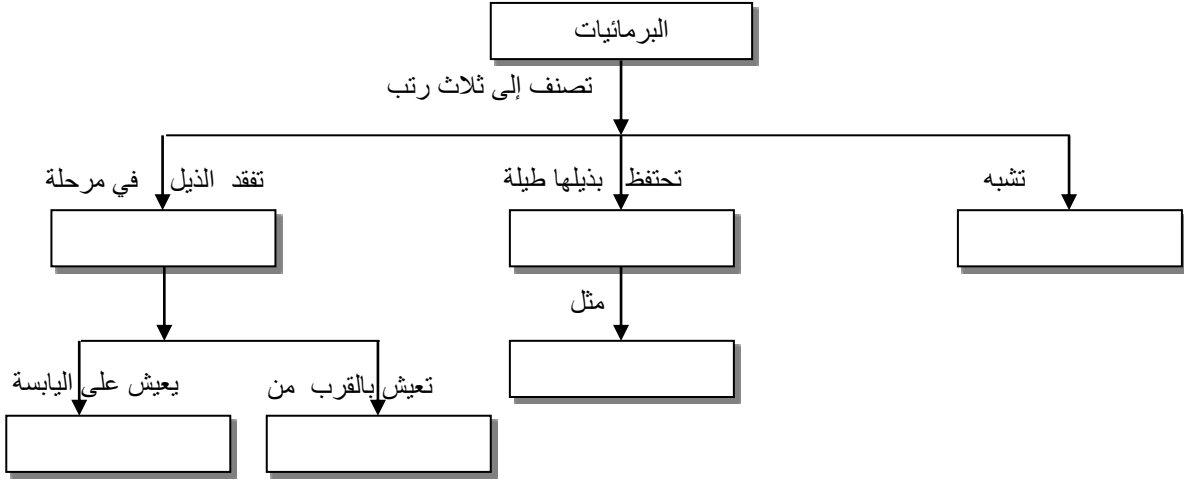 البرمائيات
تصنف إلى ثلاث رتب
تشبه
تحتفظ بذيلها طيلة
تفقد الذيل في مرحلة
مثل
تعيش بالقرب من
يعيش على اليابسة